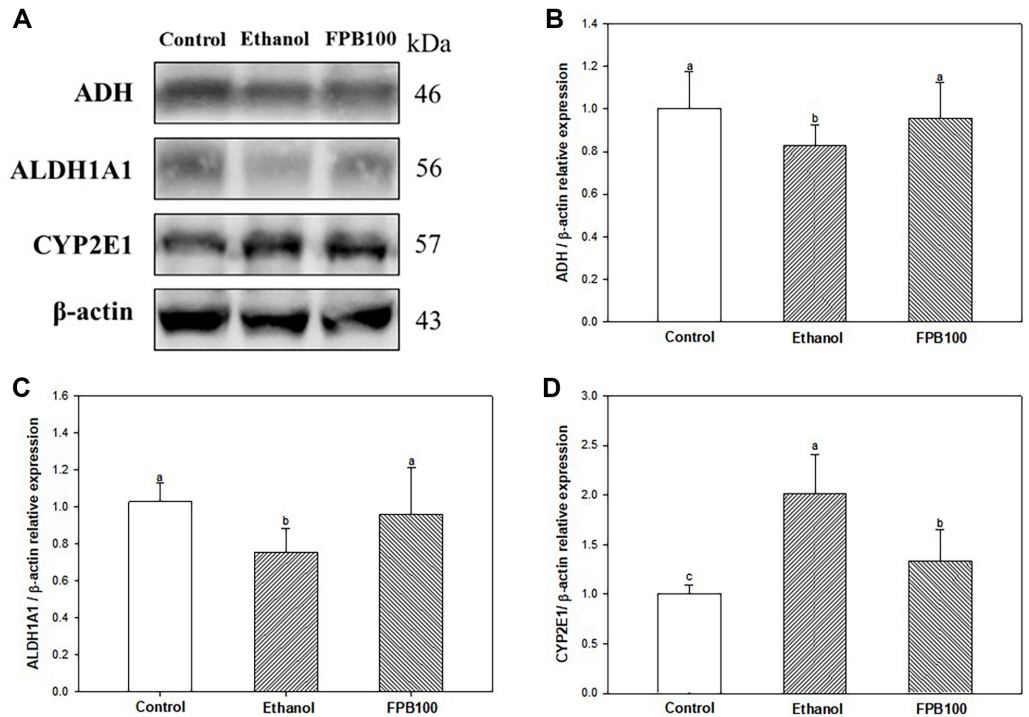 A
Control Ethanol FPB100 kDa
ADH 46
ALDH1A1 56
CYP2E1 57
β-actin 43
B
ADH / β-actin relative expression
1.4
1.2
1.0
0.8
0.6
0.4
0.2
0.0
a
b
a
Control Ethanol FPB100
C
ALDH1A1 / β-actin relative expression
1.6
1.4
1.2
1.0
0.8
0.6
0.4
0.2
0.0
a
b
a
Control Ethanol FPB100
D
CYP2E1/ β-actin relative expression
3.0
2.5
2.0
1.5
1.0
0.5
0.0
c
a
b
Control Ethanol FPB100